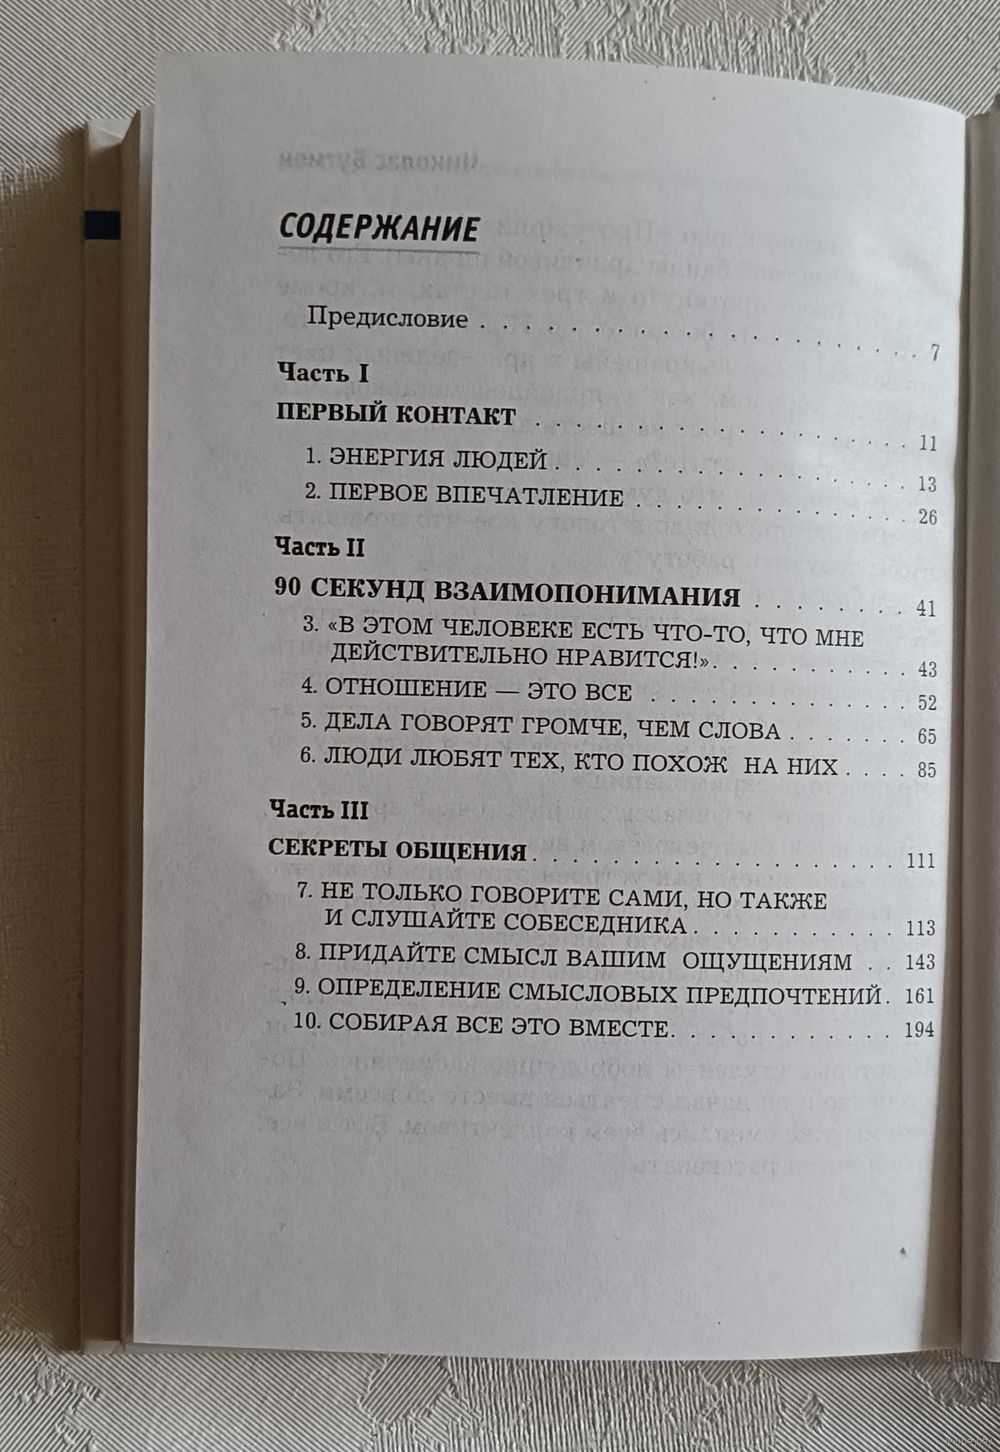 СОДЕРЖАНИЕ
Предисловие . . . . . . . . . . . . . . . . . . 7
Часть I
ПЕРВЫЙ КОНТАКТ . . . . . . . . . . . . . . . . 11
1. ЭНЕРГИЯ ЛЮДЕЙ . . . . . . . . . . . . . . . 13
2. ПЕРВОЕ ВПЕЧАТЛЕНИЕ . . . . . . . . . . . . 26
Часть II
90 СЕКУНД ВЗАИМОПОНИМАНИЯ . . . . . . . . 41
3. «В ЭТОМ ЧЕЛОВЕКЕ ЕСТЬ ЧТО-ТО, ЧТО МНЕ
ДЕЙСТВИТЕЛЬНО НРАВИТСЯ!» . . . . . . . . . 43
4. ОТНОШЕНИЕ — ЭТО ВСЕ . . . . . . . . . . . 52
5. ДЕЛА ГОВОРЯТ ГРОМЧЕ, ЧЕМ СЛОВА . . . . . . 65
6. ЛЮДИ ЛЮБЯТ ТЕХ, КТО ПОХОЖ НА НИХ . . . . 85
Часть III
СЕКРЕТЫ ОБЩЕНИЯ . . . . . . . . . . . . . . . . 111
7. НЕ ТОЛЬКО ГОВОРИТЕ САМИ, НО ТАКЖЕ
И СЛУШАЙТЕ СОБЕСЕДНИКА . . . . . . . . . . 113
8. ПРИДАЙТЕ СМЫСЛ ВАШИМ ОЩУЩЕНИЯМ . . 143
9. ОПРЕДЕЛЕНИЕ СМЫСЛОВЫХ ПРЕДПОЧТЕНИЙ . 161
10. СОБИРАЯ ВСЕ ЭТО ВМЕСТЕ . . . . . . . . . . . 194